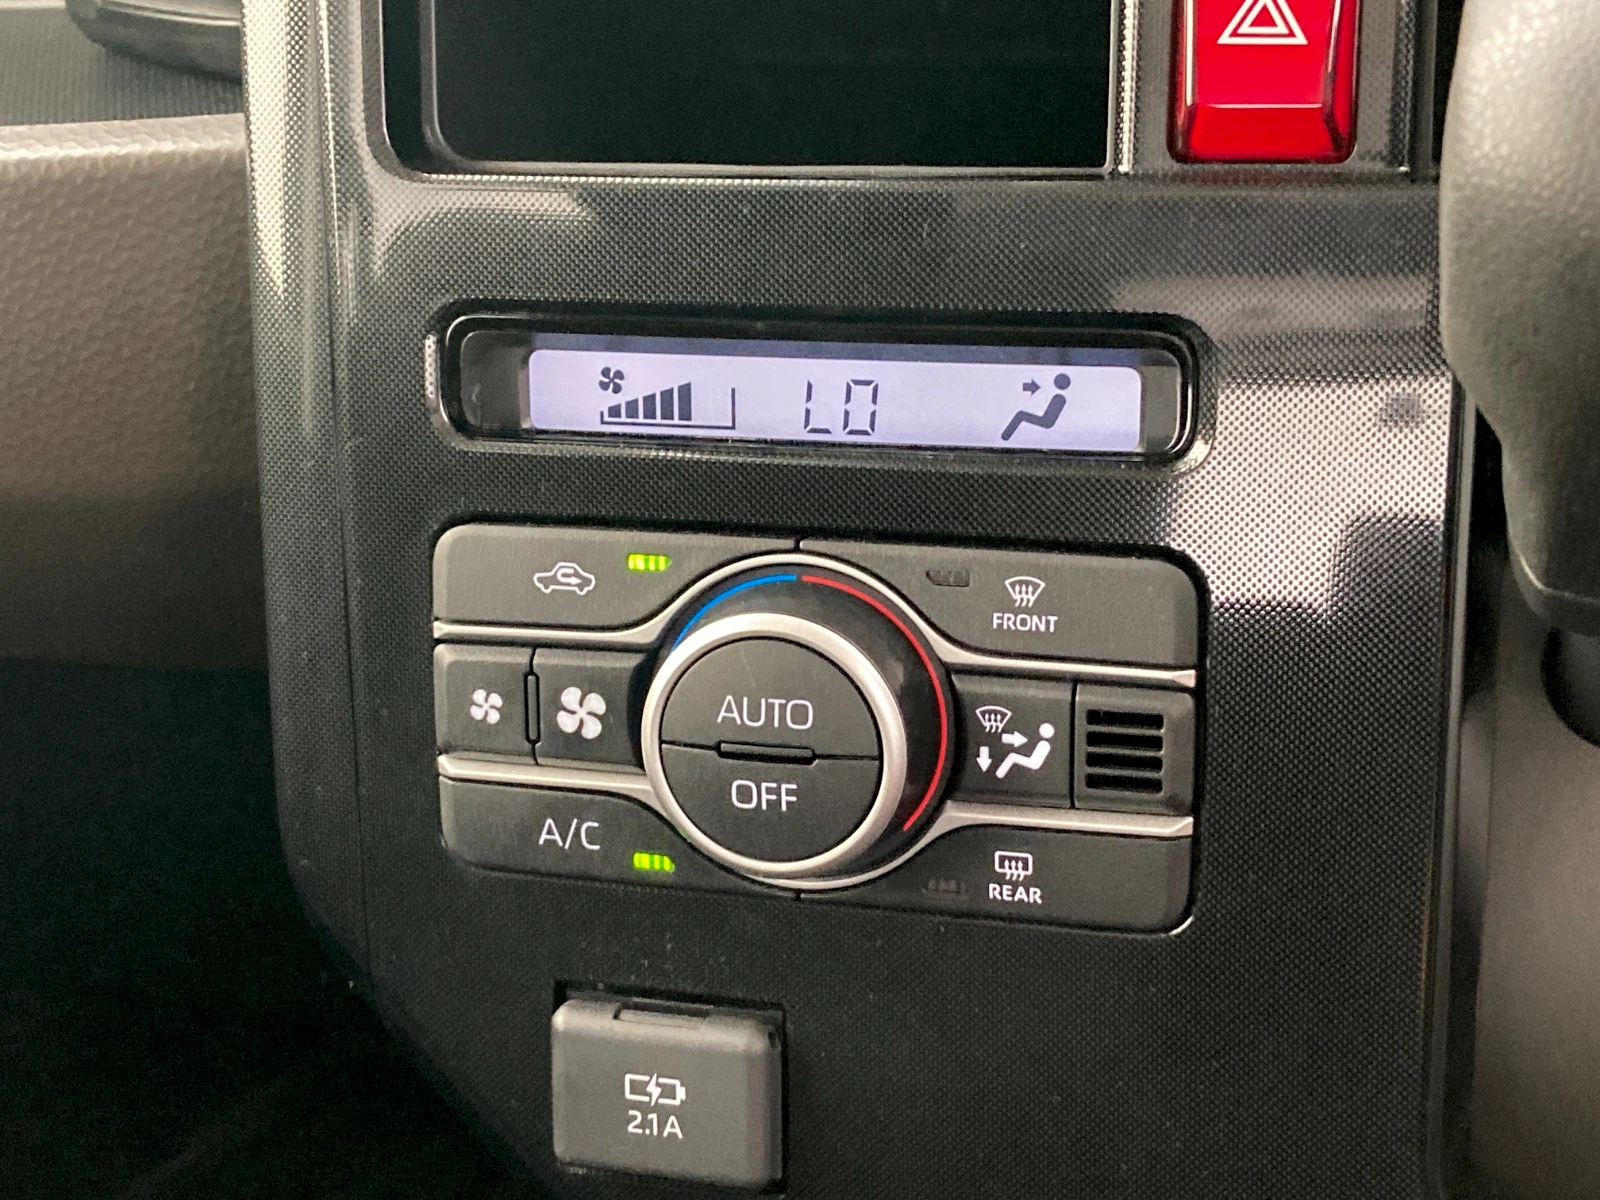 LO
FRONT
AUTO
OFF
A/C
REAR
2.1A